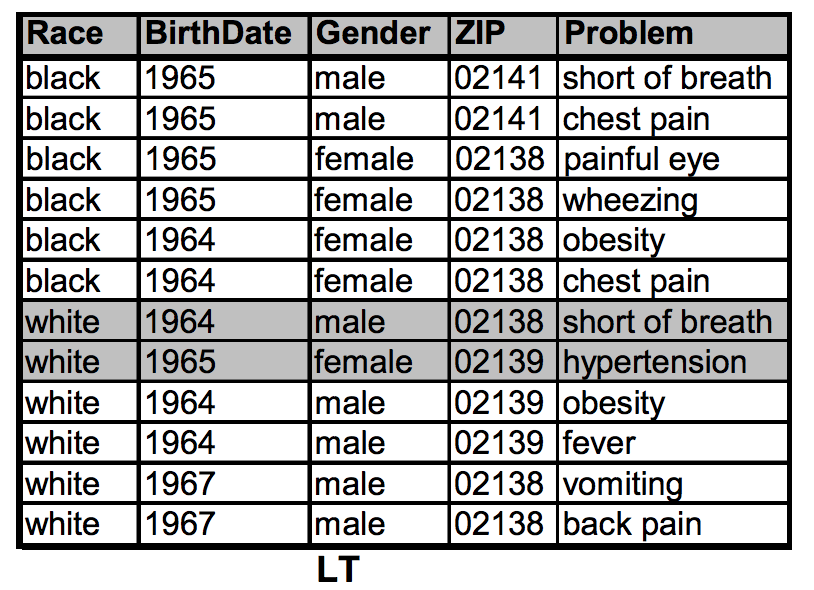 Race BirthDate Gender ZIP Problem
black 1965 male 02141 short of breath
black 1965 male 02141 chest pain
black 1965 female 02138 painful eye
black 1965 female 02138 wheezing
black 1964 female 02138 obesity
black 1964 female 02138 chest pain
white 1964 male 02138 short of breath
white 1965 female 02139 hypertension
white 1964 male 02139 obesity
white 1964 male 02139 fever
white 1967 male 02138 vomiting
white 1967 male 02138 back pain
LT